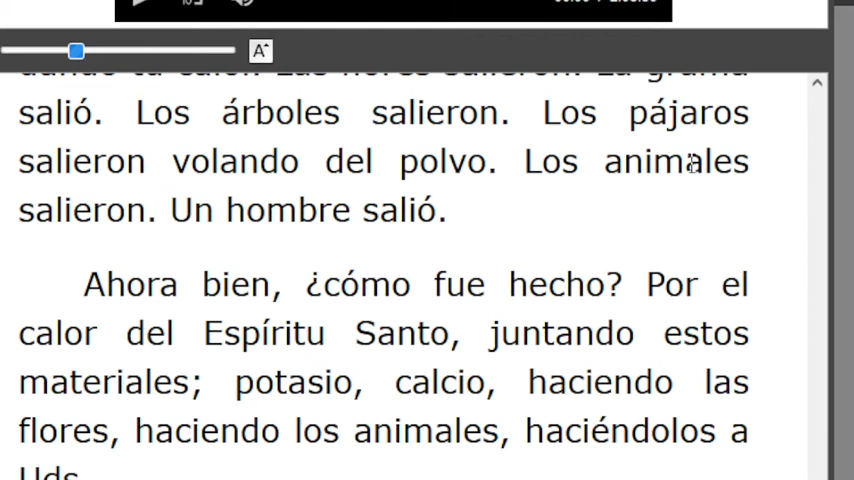 A
salió. Los árboles salieron. Los pájaros
salieron volando del polvo. Los animales
salieron. Un hombre salió.
Ahora bien, ¿cómo fue hecho? Por el
calor del Espíritu Santo, juntando estos
materiales; potasio, calcio, haciendo las
flores, haciendo los animales, haciéndolos a
Uds.